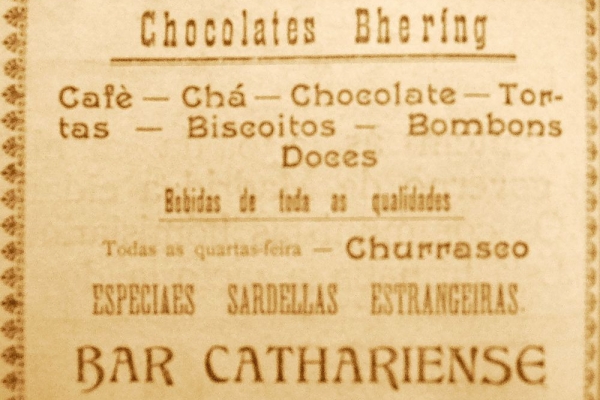 Chocolates Bhering
Cafè — Chá — Chocolate — Tor-
tas — Biscoitos — Bombons
Doces
Bebidas de toda as qualidades
Todas as quartas-feira — Churrasco
ESPECIAES SARDELLAS ESTRANGEIRAS.
BAR CATHARIENSE